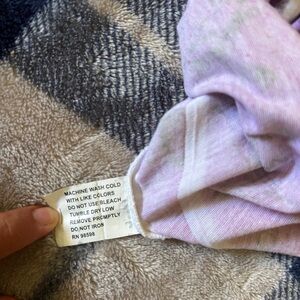 MACHINE WASH COLD
WITH LIKE COLORS
DO NOT USE BLEACH
TUMBLE DRY LOW
REMOVE PROMPTLY
DO NOT IRON
RN 98598